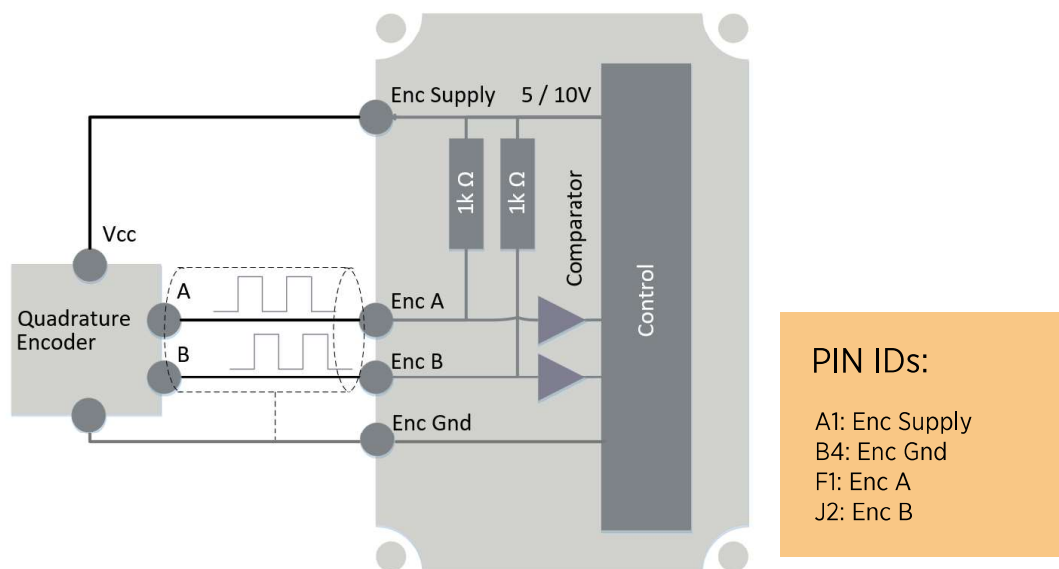 Enc Supply 5 / 10V
1k Ω
1k Ω
Comparator
Control
Vcc
Quadrature
Encoder
A
B
Enc A
Enc B
Enc Gnd
PIN IDs:
A1: Enc Supply
B4: Enc Gnd
F1: Enc A
J2: Enc B